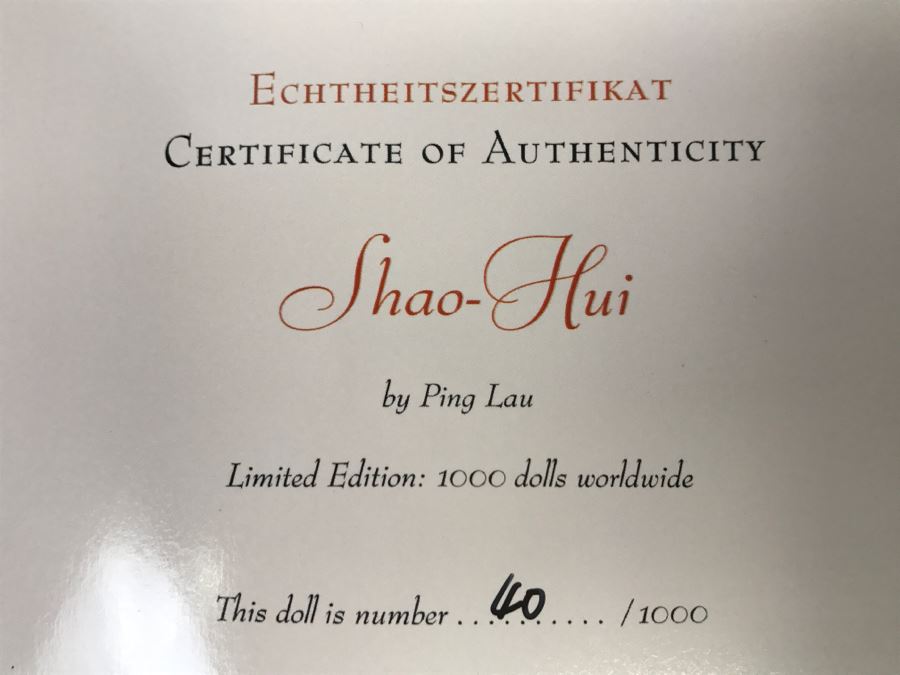 Echtheitszertifikat
Certificate of Authenticity
Shao-Hui
by Ping Lau
Limited Edition: 1000 dolls worldwide
This doll is number ..40...... /1000